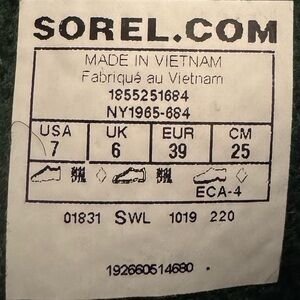 SOREL.COM
MADE IN VIETNAM
Fabriqué au Vietnam
1855251684
NY1965-684
USA UK EUR CM
7 6 39 25
ECA-4
01831 SWL 1019 220
192660514680